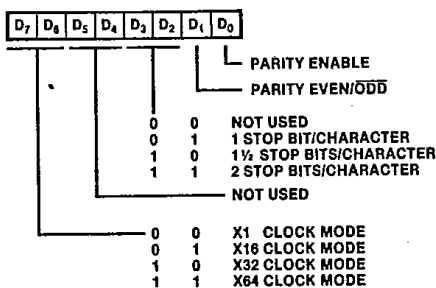 D7 D6 D5 D4 D3 D2 D1 D0
PARITY ENABLE
PARITY EVEN/ODD
0 0 NOT USED
0 1 1 STOP BIT/CHARACTER
1 0 1½ STOP BITS/CHARACTER
1 1 2 STOP BITS/CHARACTER
NOT USED
0 0 X1 CLOCK MODE
0 1 X16 CLOCK MODE
1 0 X32 CLOCK MODE
1 1 X64 CLOCK MODE